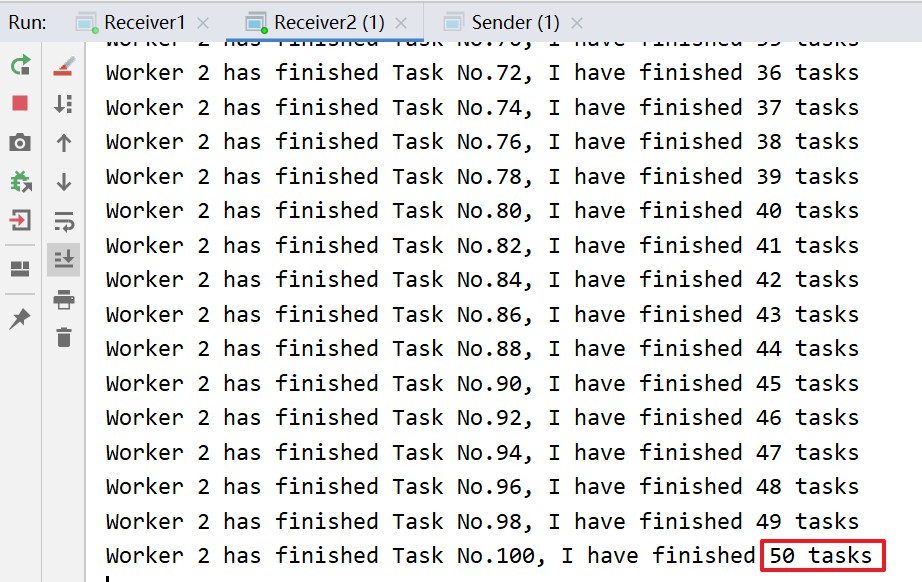 Run: Receiver1 Receiver2 (1) Sender (1)
Worker 2 has finished Task No.70, I have finished 35 tasks
Worker 2 has finished Task No.72, I have finished 36 tasks
Worker 2 has finished Task No.74, I have finished 37 tasks
Worker 2 has finished Task No.76, I have finished 38 tasks
Worker 2 has finished Task No.78, I have finished 39 tasks
Worker 2 has finished Task No.80, I have finished 40 tasks
Worker 2 has finished Task No.82, I have finished 41 tasks
Worker 2 has finished Task No.84, I have finished 42 tasks
Worker 2 has finished Task No.86, I have finished 43 tasks
Worker 2 has finished Task No.88, I have finished 44 tasks
Worker 2 has finished Task No.90, I have finished 45 tasks
Worker 2 has finished Task No.92, I have finished 46 tasks
Worker 2 has finished Task No.94, I have finished 47 tasks
Worker 2 has finished Task No.96, I have finished 48 tasks
Worker 2 has finished Task No.98, I have finished 49 tasks
Worker 2 has finished Task No.100, I have finished 50 tasks